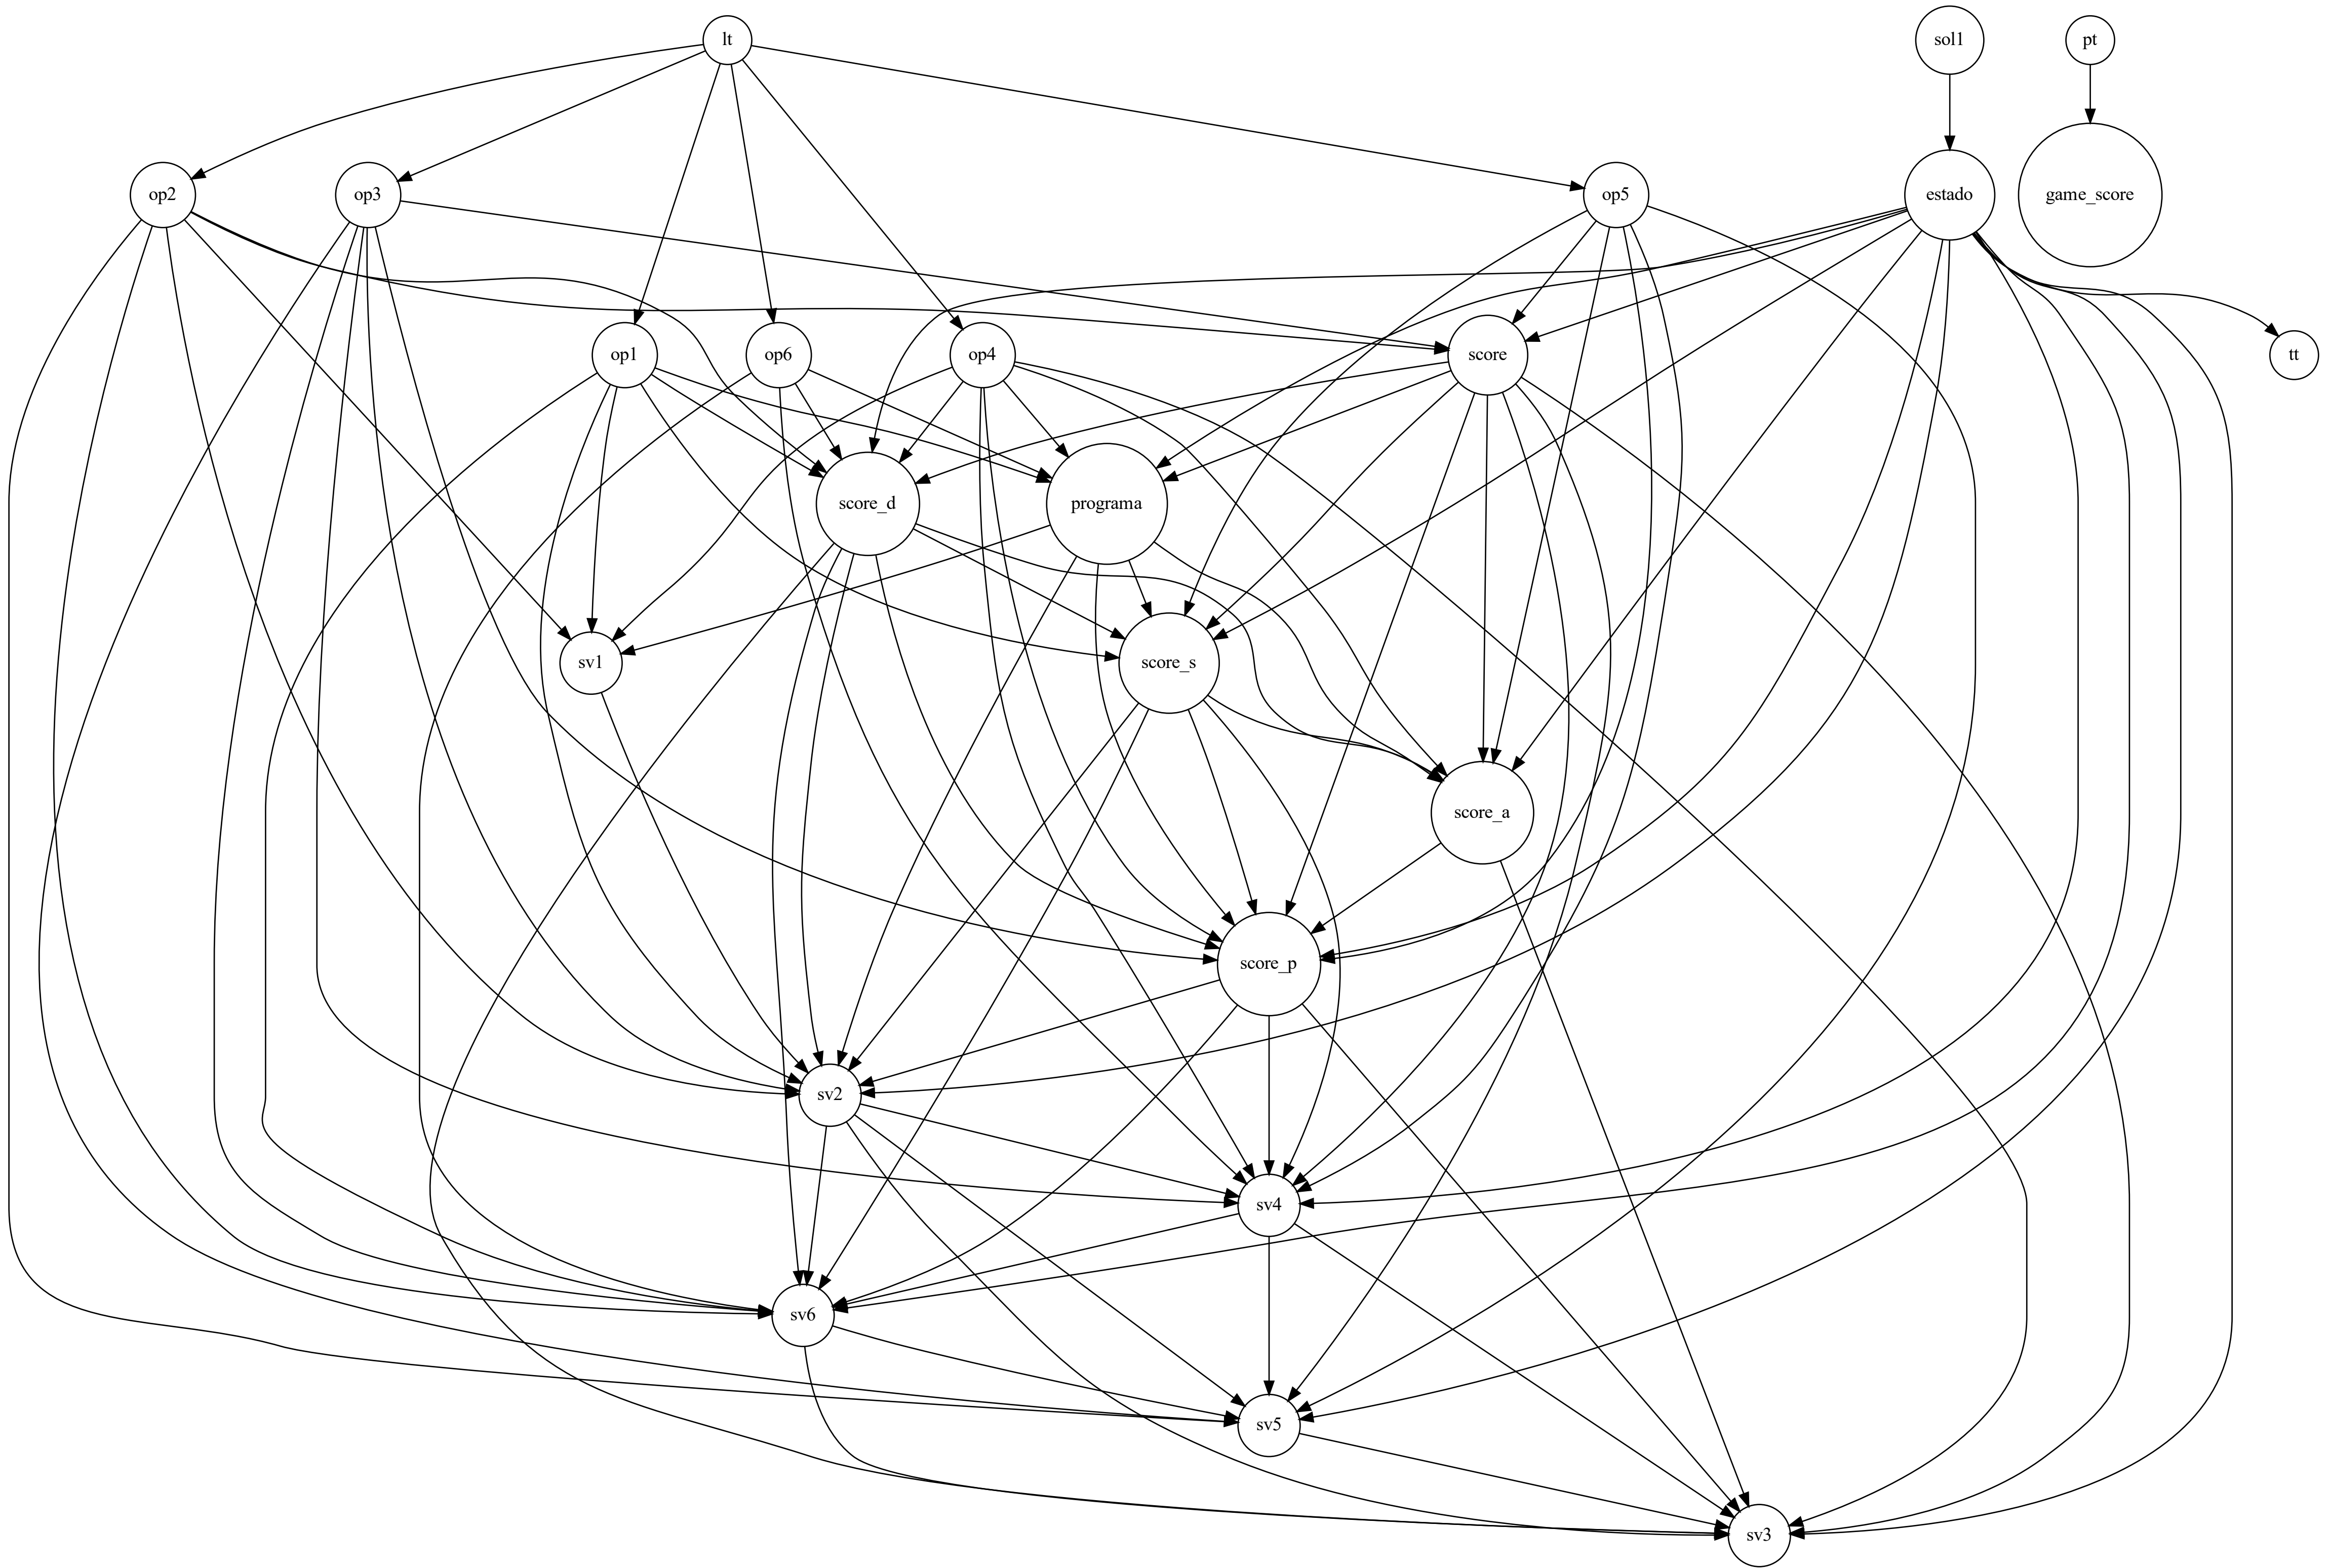 lt
sol1
pt
op2
op3
op5
estado
game_score
op1
op6
op4
score
tt
score_d
programa
sv1
score_s
score_a
score_p
sv2
sv4
sv6
sv5
sv3